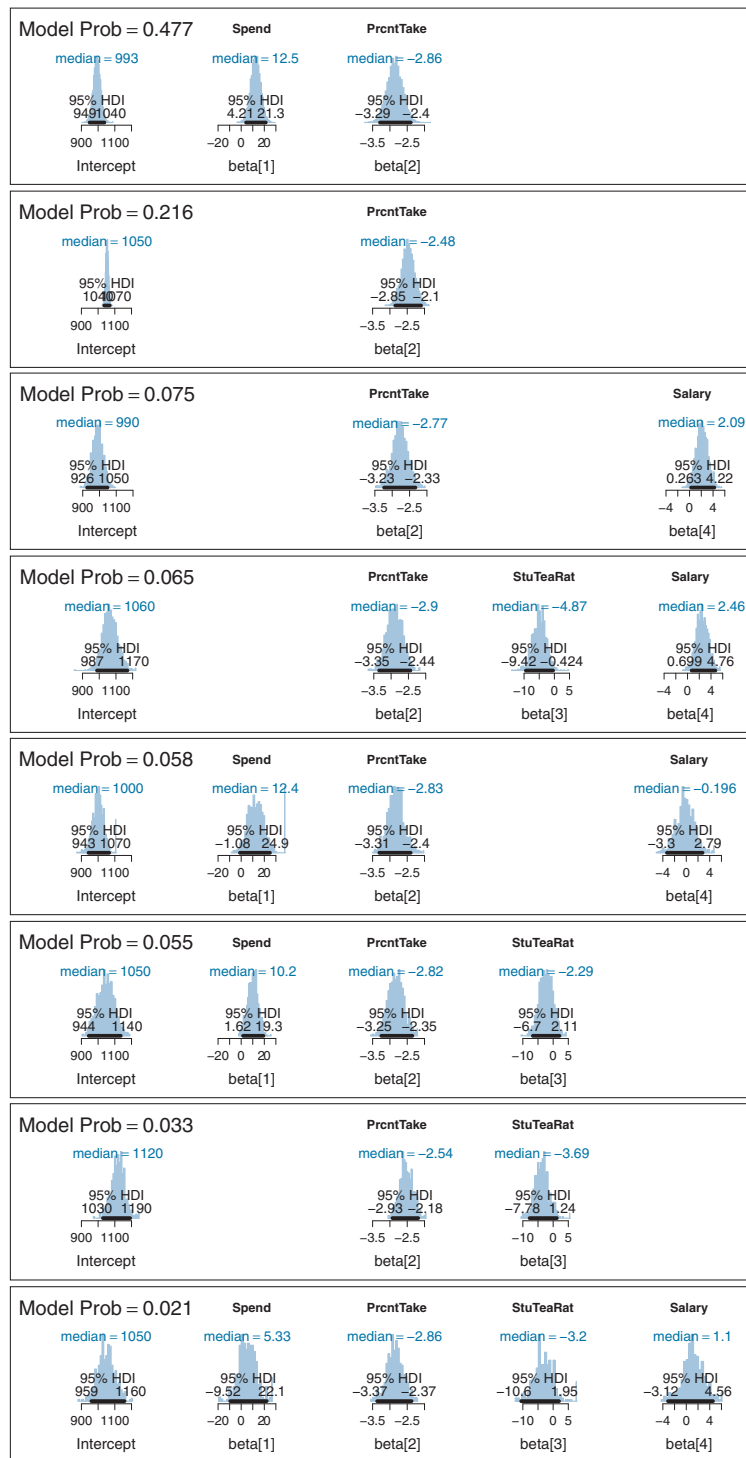 Model Prob = 0.477 Spend PrcntTake
median = 993 median = 12.5 median = −2.86
95% HDI 95% HDI 95% HDI
949 1040 4.21 21.3 −3.29 −2.4
900 1100 −20 0 20 −3.5 −2.5
Intercept beta[1] beta[2]
Model Prob = 0.216 PrcntTake
median = 1050 median = −2.48
95% HDI 95% HDI
1040 1070 −2.85 −2.1
900 1100 −3.5 −2.5
Intercept beta[2]
Model Prob = 0.075 PrcntTake Salary
median = 990 median = −2.77 median = 2.09
95% HDI 95% HDI 95% HDI
926 1050 −3.23 −2.33 0.263 4.22
900 1100 −3.5 −2.5 −4 0 4
Intercept beta[2] beta[4]
Model Prob = 0.065 PrcntTake StuTeaRat Salary
median = 1060 median = −2.9 median = −4.87 median = 2.46
95% HDI 95% HDI 95% HDI 95% HDI
987 1170 −3.35 −2.44 −9.42 −0.424 0.699 4.76
900 1100 −3.5 −2.5 −10 0 5 −4 0 4
Intercept beta[2] beta[3] beta[4]
Model Prob = 0.058 Spend PrcntTake Salary
median = 1000 median = 12.4 median = −2.83 median = −0.196
95% HDI 95% HDI 95% HDI 95% HDI
943 1070 −1.08 24.9 −3.31 −2.4 −3.3 2.79
900 1100 −20 0 20 −3.5 −2.5 −4 0 4
Intercept beta[1] beta[2] beta[4]
Model Prob = 0.055 Spend PrcntTake StuTeaRat
median = 1050 median = 10.2 median = −2.82 median = −2.29
95% HDI 95% HDI 95% HDI 95% HDI
944 1140 1.62 19.3 −3.25 −2.35 −6.7 2.11
900 1100 −20 0 20 −3.5 −2.5 −10 0 5
Intercept beta[1] beta[2] beta[3]
Model Prob = 0.033 PrcntTake StuTeaRat
median = 1120 median = −2.54 median = −3.69
95% HDI 95% HDI 95% HDI
1030 1190 −2.93 −2.18 −7.78 1.24
900 1100 −3.5 −2.5 −10 0 5
Intercept beta[2] beta[3]
Model Prob = 0.021 Spend PrcntTake StuTeaRat Salary
median = 1050 median = 5.33 median = −2.86 median = −3.2 median = 1.1
95% HDI 95% HDI 95% HDI 95% HDI 95% HDI
959 1160 −9.52 22.1 −3.37 −2.37 −10.6 1.95 −3.12 4.56
900 1100 −20 0 20 −3.5 −2.5 −10 0 5 −4 0 4
Intercept beta[1] beta[2] beta[3] beta[4]